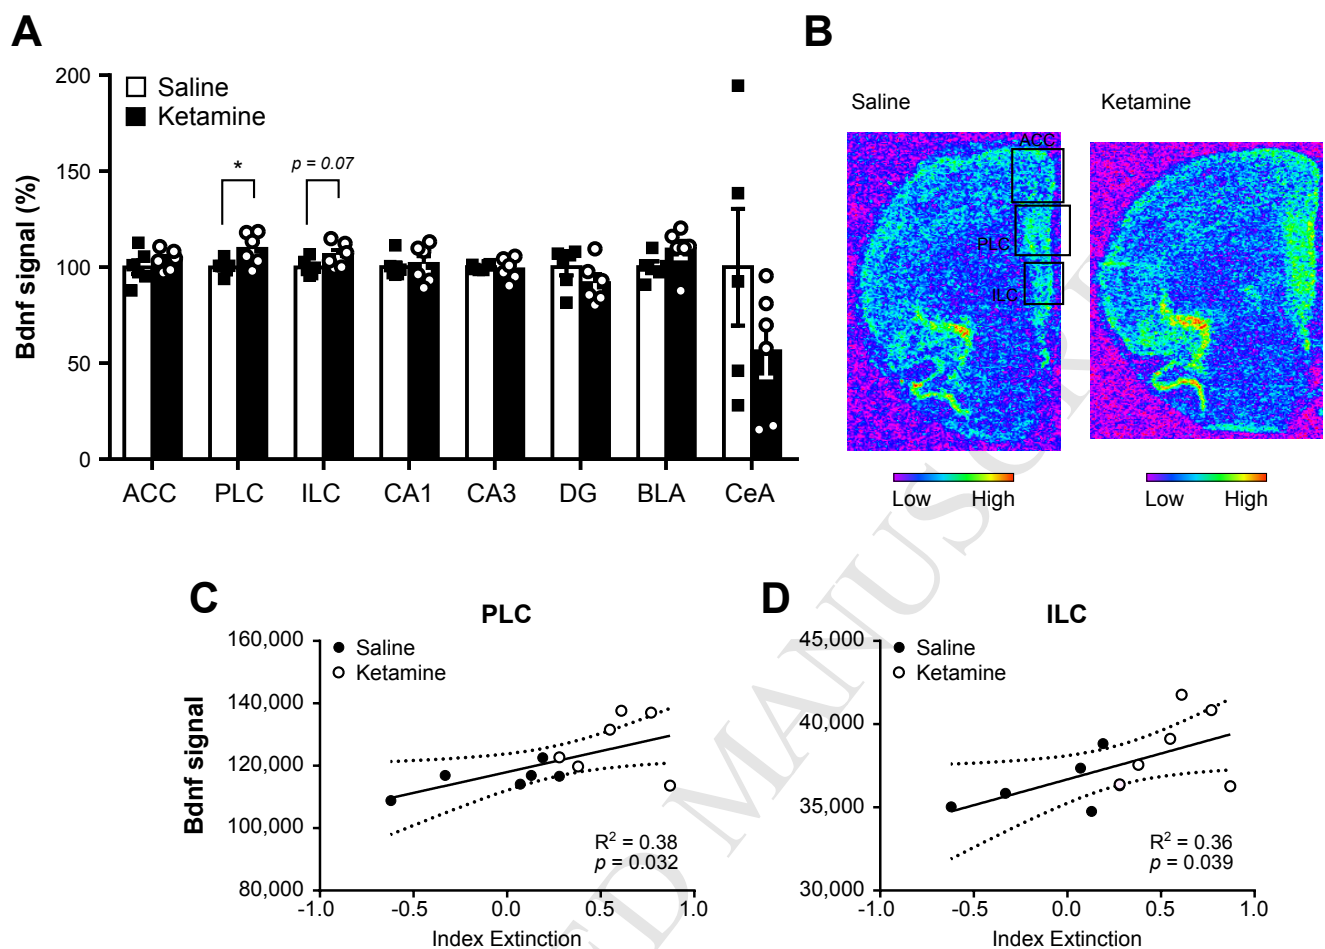 A
B
200
150
100
50
0
Bdnf signal (%)
Saline
Ketamine
*
p = 0.07
ACC PLC ILC CA1 CA3 DG BLA CeA
Saline
Ketamine
ACC
PLC
ILC
Low High
Low High
C
PLC
160,000
140,000
120,000
100,000
80,000
Bdnf signal
Saline
Ketamine
R² = 0.38
p = 0.032
-1.0 -0.5 0.0 0.5 1.0
Index Extinction
D
ILC
45,000
40,000
35,000
30,000
Saline
Ketamine
R² = 0.36
p = 0.039
-1.0 -0.5 0.0 0.5 1.0
Index Extinction